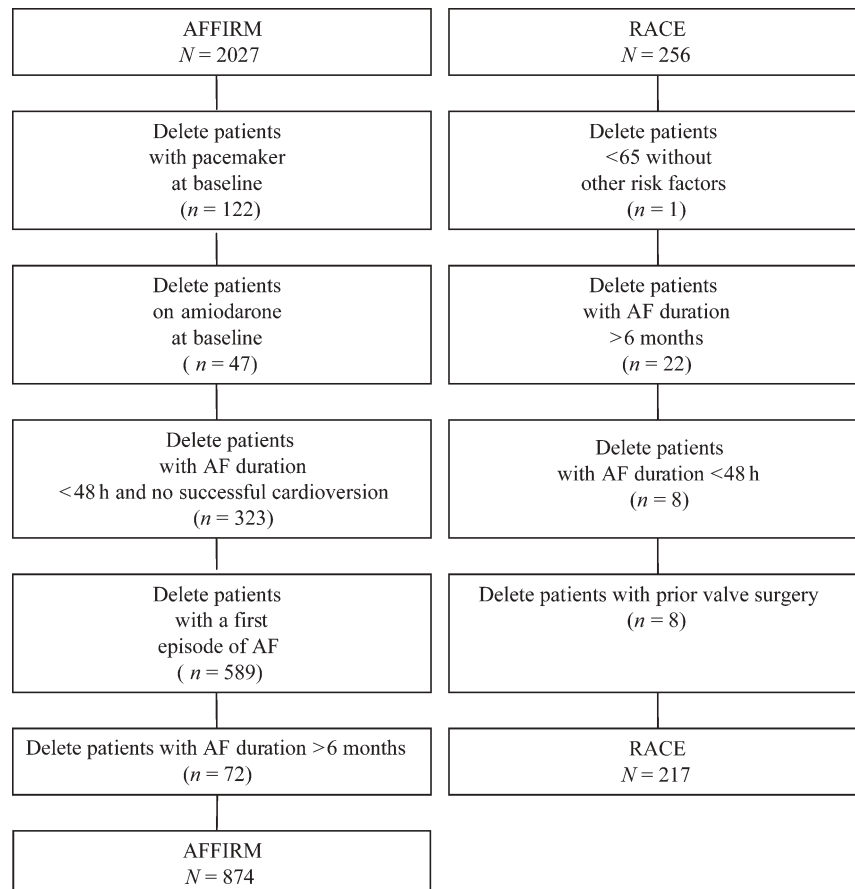 AFFIRM
N = 2027
Delete patients
with pacemaker
at baseline
(n = 122)
Delete patients
on amiodarone
at baseline
( n = 47)
Delete patients
with AF duration
<48 h and no successful cardioversion
(n = 323)
Delete patients
with a first
episode of AF
( n = 589)
Delete patients with AF duration >6 months
(n = 72)
AFFIRM
N = 874
RACE
N = 256
Delete patients
<65 without
other risk factors
(n = 1)
Delete patients
with AF duration
>6 months
(n = 22)
Delete patients
with AF duration <48 h
(n = 8)
Delete patients with prior valve surgery
(n = 8)
RACE
N = 217